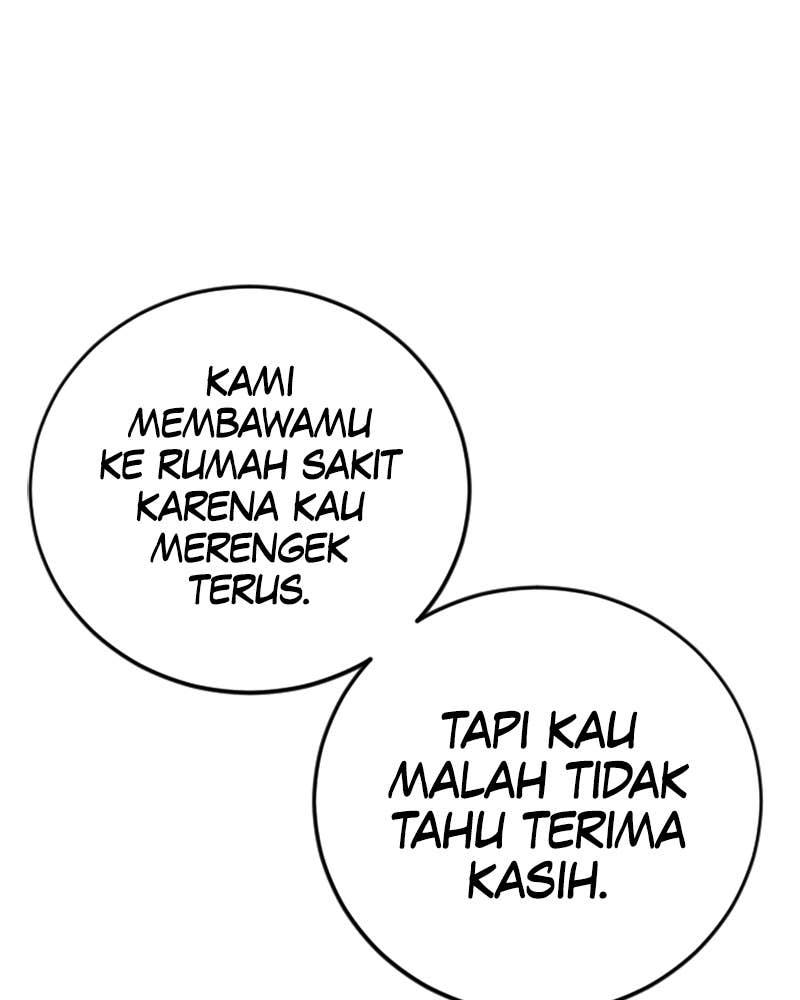 KAMI
MEMBAWAMU
KE RUMAH SAKIT
KARENA KAU
MERENGEK
TERUS.
TAPI KAU
MALAH TIDAK
TAHU TERIMA
KASIH.